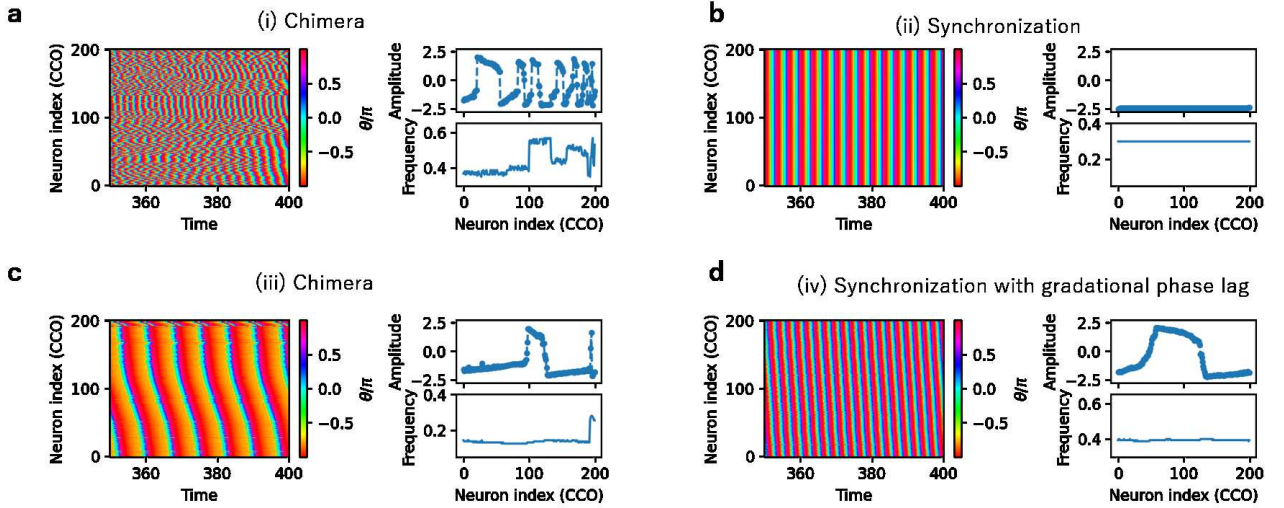 a
(i) Chimera
Neuron index (CCO)
200
100
0
360
380
400
Time
0.5
0.0
−0.5
θ/π
Amplitude
2.5
0.0
−2.5
Frequency
0.6
0.4
0
100
200
Neuron index (CCO)
b
(ii) Synchronization
Neuron index (CCO)
200
100
0
360
380
400
Time
0.5
0.0
−0.5
θ/π
Amplitude
2.5
0.0
−2.5
Frequency
0.4
0.2
0
100
200
Neuron index (CCO)
c
(iii) Chimera
Neuron index (CCO)
200
100
0
360
380
400
Time
0.5
0.0
−0.5
θ/π
Amplitude
2.5
0.0
−2.5
Frequency
0.4
0.2
0
100
200
Neuron index (CCO)
d
(iv) Synchronization with gradational phase lag
Neuron index (CCO)
200
100
0
360
380
400
Time
0.5
0.0
−0.5
θ/π
Amplitude
2.5
0.0
−2.5
Frequency
0.6
0.4
0
100
200
Neuron index (CCO)